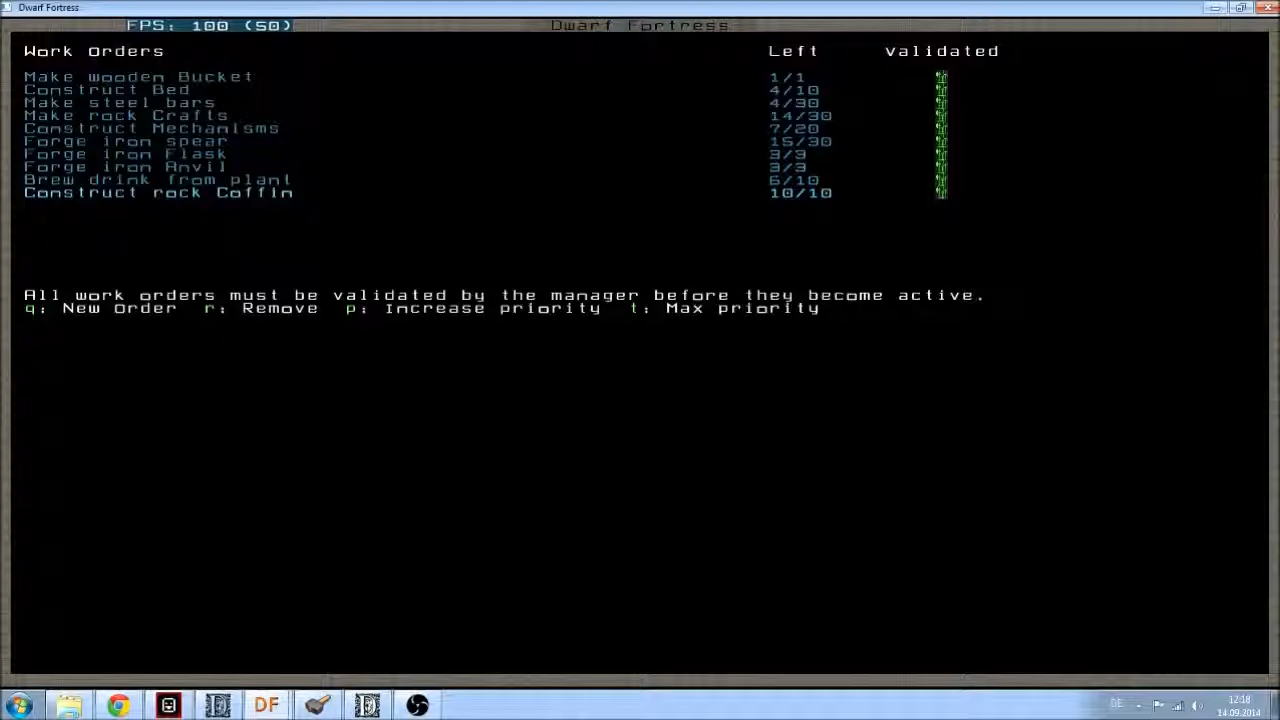 Dwarf Fortress
FPS: 100 (50)
Dwarf Fortress
Work Orders Left Validated
Make wooden Bucket 1/1
Construct Bed 4/10
Make steel bars 4/30
Make rock Crafts 14/30
Construct Mechanisms 7/20
Forge iron spear 15/30
Forge iron Flask 3/3
Forge iron Anvil 3/3
Brew drink from plant 6/10
Construct rock Coffin 10/10
All work orders must be validated by the manager before they become active.
q: New Order r: Remove p: Increase priority t: Max priority
DF
DE
12:18
14.09.2014